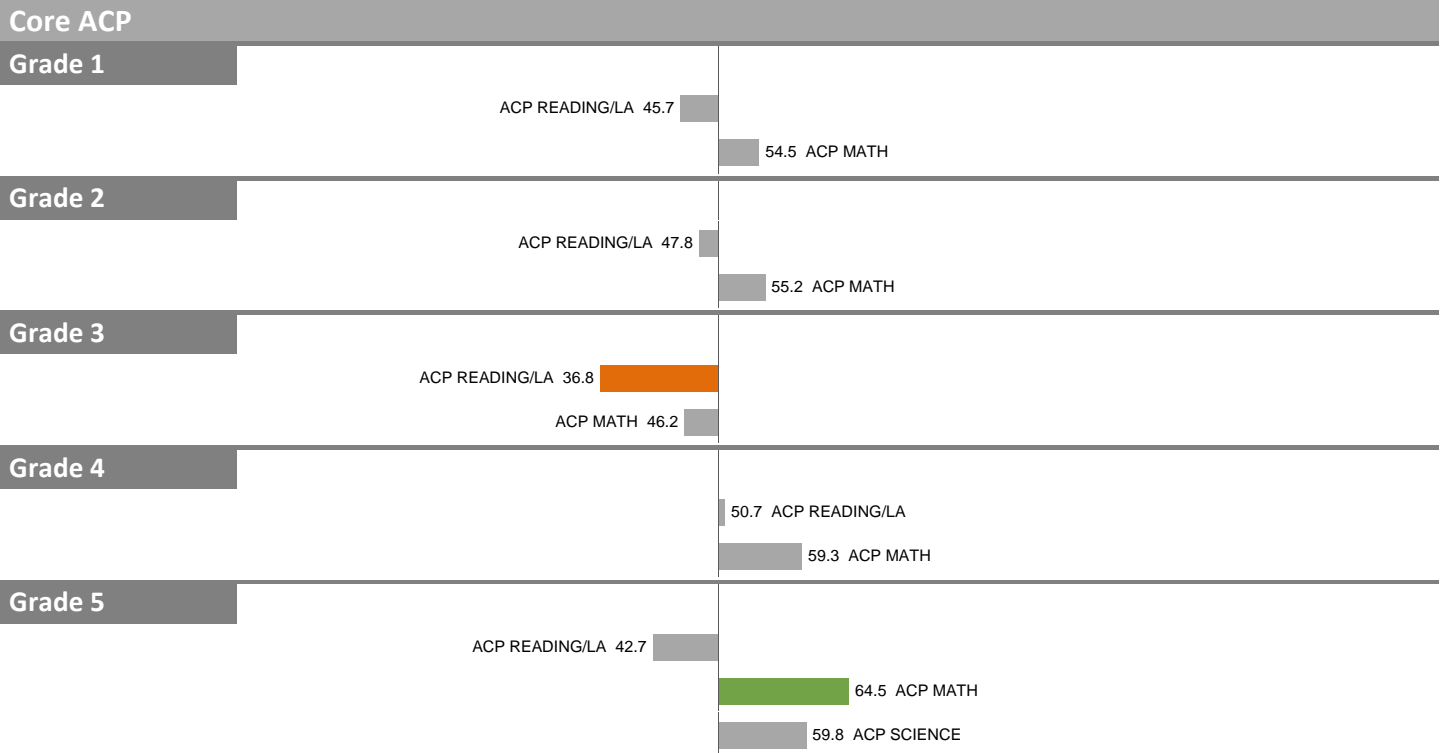 Core ACP
Grade 1
ACP READING/LA 45.7
54.5 ACP MATH
Grade 2
ACP READING/LA 47.8
55.2 ACP MATH
Grade 3
ACP READING/LA 36.8
ACP MATH 46.2
Grade 4
50.7 ACP READING/LA
59.3 ACP MATH
Grade 5
ACP READING/LA 42.7
64.5 ACP MATH
59.8 ACP SCIENCE